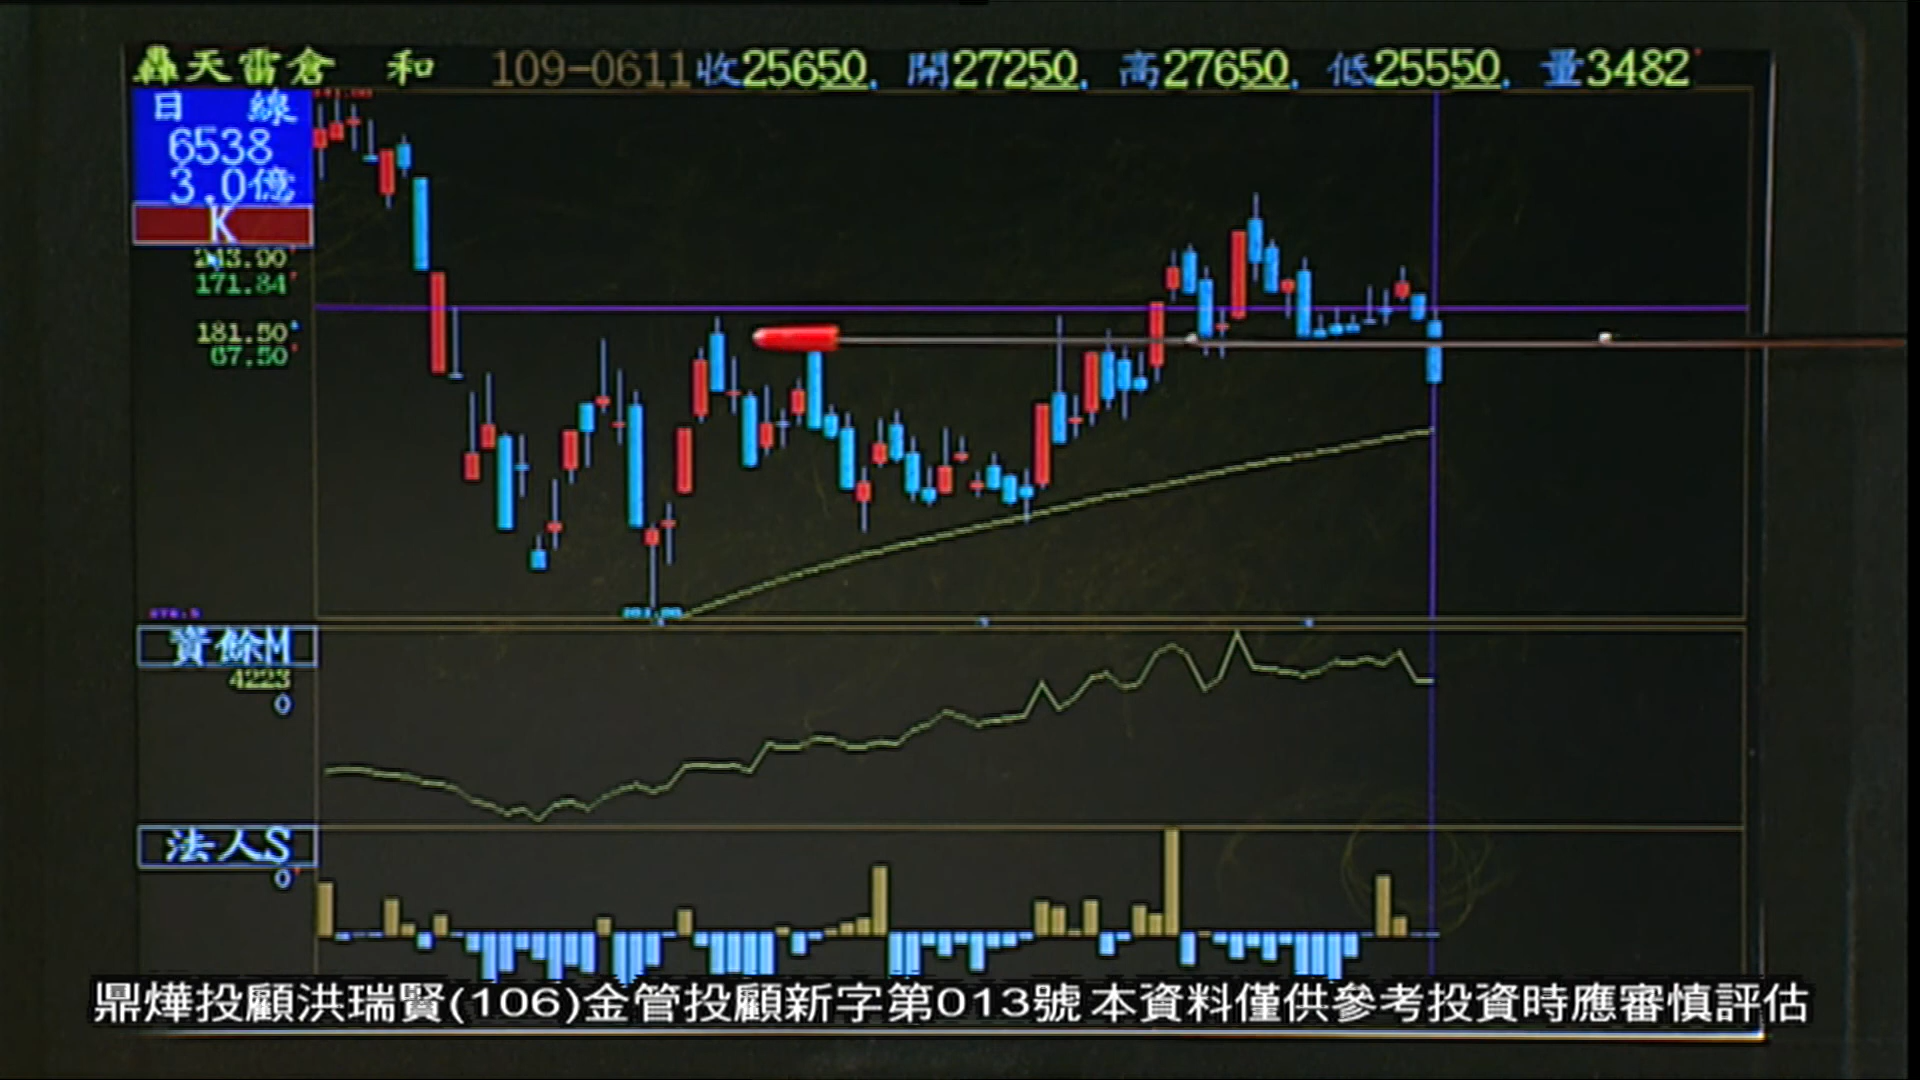 轟天雷倉 和 109-0611收25650. 開27250. 高27650. 低25550. 量3482
日 線
6538
3.0億
K
243.00
171.84
181.50
67.50
資餘M
4223
0
法人S
0
鼎燁投顧洪瑞賢(106)金管投顧新字第013號 本資料僅供參考投資時應審慎評估